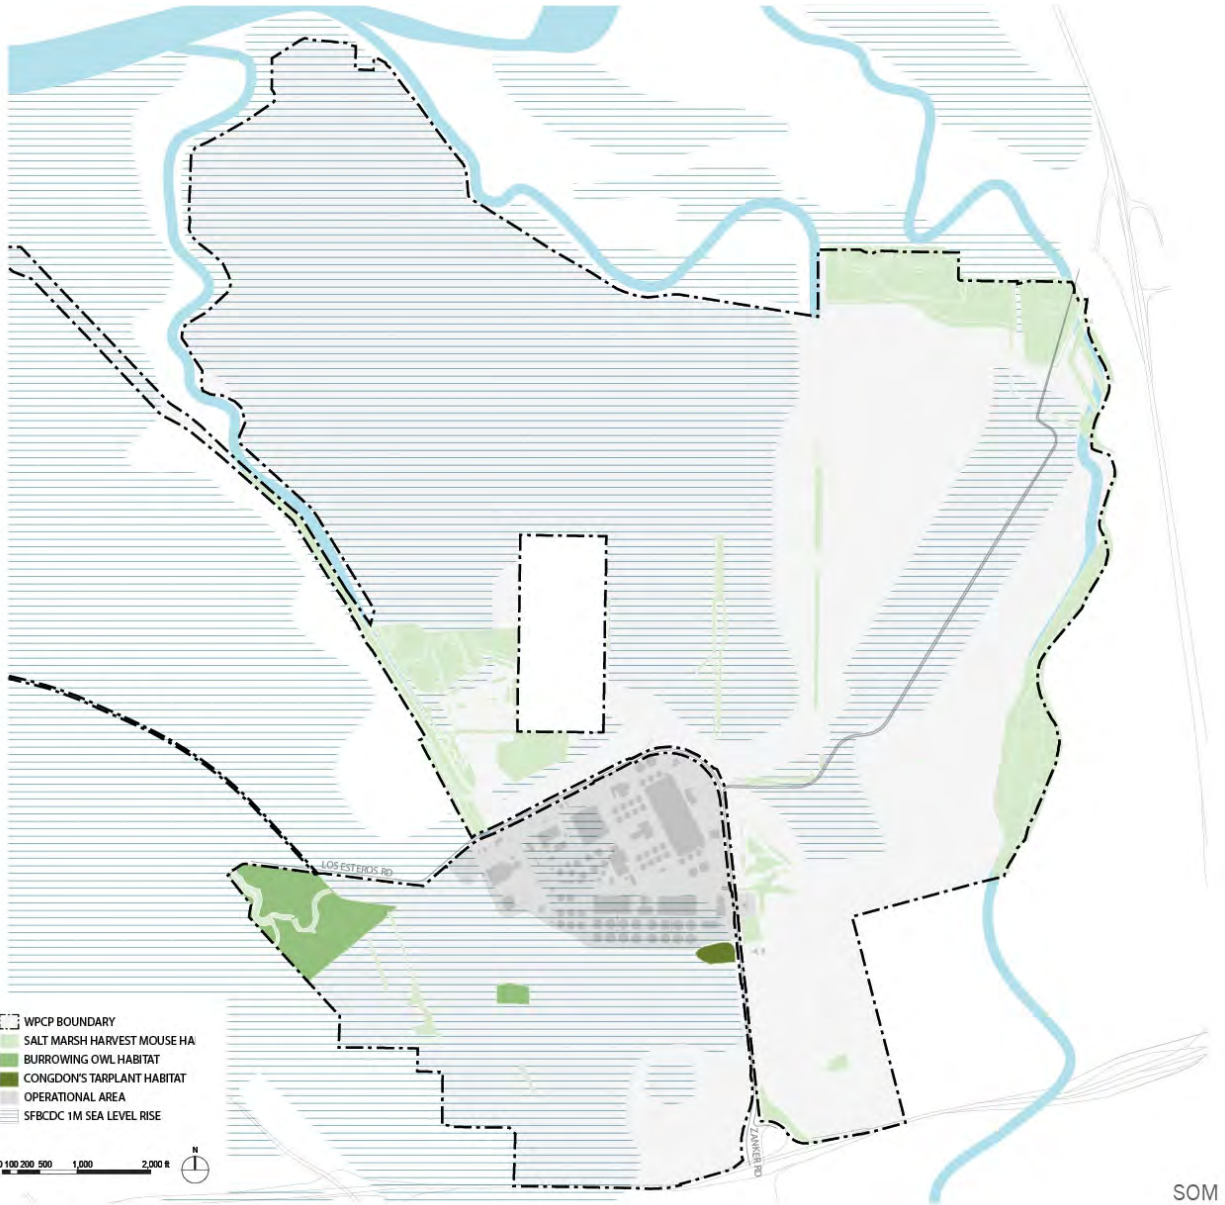 LOS ESTEROS RD
WPCP BOUNDARY
SALT MARSH HARVEST MOUSE HA
BURROWING OWL HABITAT
CONGDON'S TARPLANT HABITAT
OPERATIONAL AREA
SFBCDC 1M SEA LEVEL RISE
ZANKER RD
N
0 100 200 500 1,000 2,000 ft
SOM